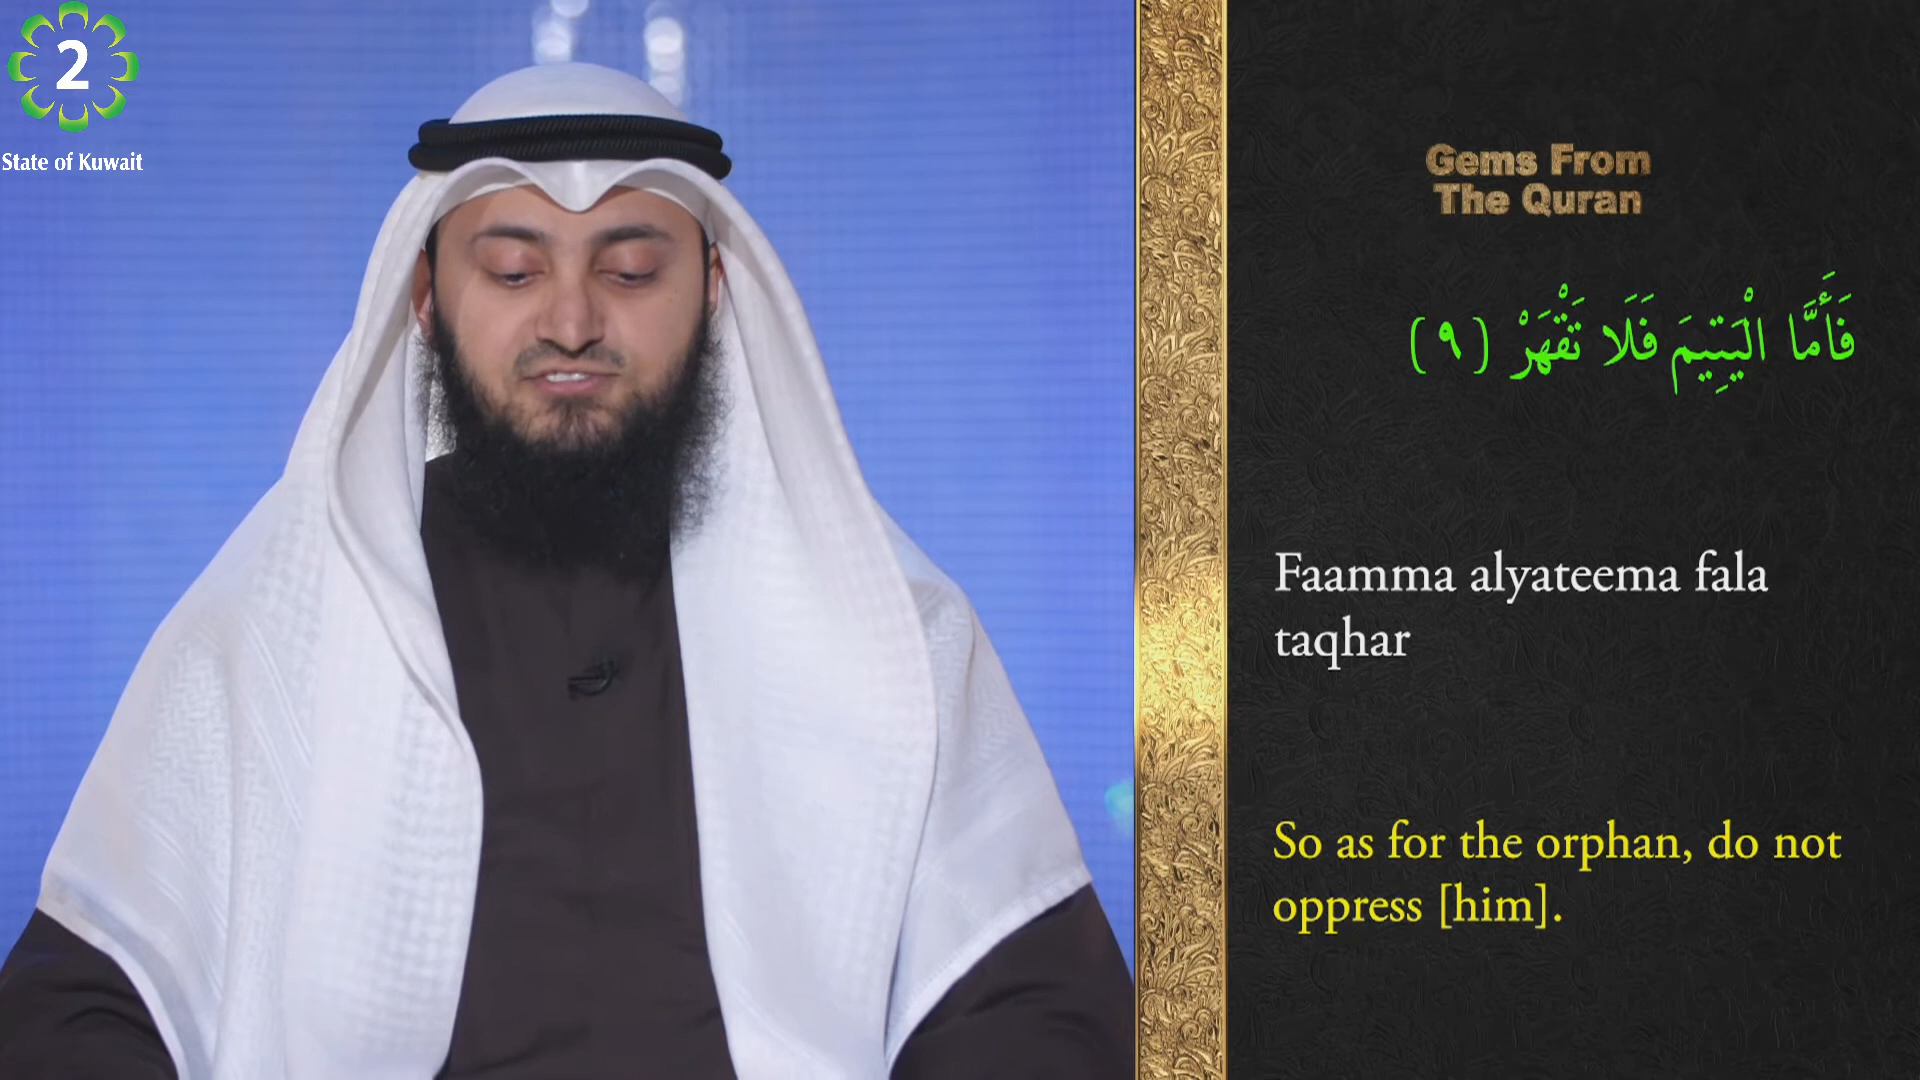 2
State of Kuwait
Gems From
The Quran
فَأَمَّا الْيَتِيمَ فَلَا تَقْهَرْ (٩)
Faamma alyateema fala
taqhar
So as for the orphan, do not
oppress [him].